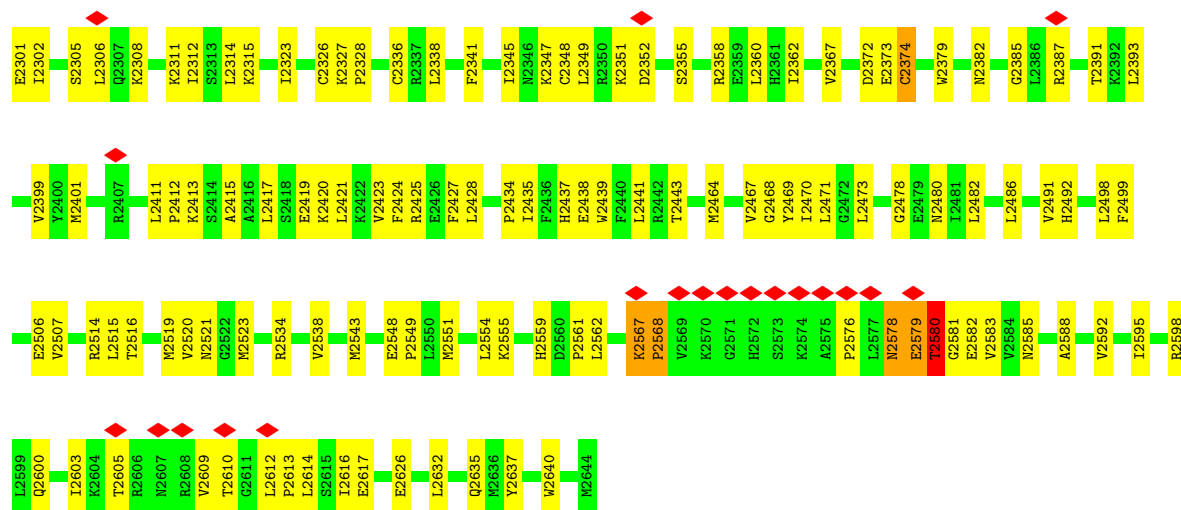 E2301 I2302 S2305 L2306 Q2307 K2308 K2311 I2312 S2313 L2314 K2315 I2323 C2326 K2327 P2328 C2336 R2337 L2338 F2341 I2345 N2346 K2347 C2348 L2349 R2350 K2351 D2352 S2355 R2358 E2359 L2360 H2361 I2362 V2367 D2372 E2373 C2374 W2379 N2382 G2385 L2386 R2387 T2391 K2392 L2393
V2399 Y2400 M2401 R2407 L2411 P2412 K2413 S2414 A2415 A2416 L2417 S2418 E2419 K2420 L2421 K2422 V2423 F2424 R2425 E2426 F2427 L2428 P2434 I2435 F2436 H2437 E2438 W2439 F2440 L2441 R2442 T2443 M2464 V2467 G2468 Y2469 I2470 L2471 G2472 L2473 G2478 E2479 N2480 I2481 L2482 L2486 V2491 H2492 L2498 F2499
E2506 V2507 R2514 L2515 T2516 M2519 V2520 N2521 G2522 M2523 R2534 V2538 M2543 E2548 P2549 L2550 M2551 L2554 K2555 H2559 D2560 P2561 L2562 K2567 P2568 V2569 K2570 G2571 H2572 S2573 K2574 A2575 P2576 L2577 N2578 E2579 T2580 G2581 E2582 V2583 V2584 N2585 A2588 V2592 I2595 R2598
L2599 Q2600 I2603 K2604 T2605 R2606 N2607 R2608 V2609 T2610 G2611 L2612 P2613 L2614 S2615 I2616 E2617 E2626 L2632 Q2635 M2636 Y2637 W2640 M2644